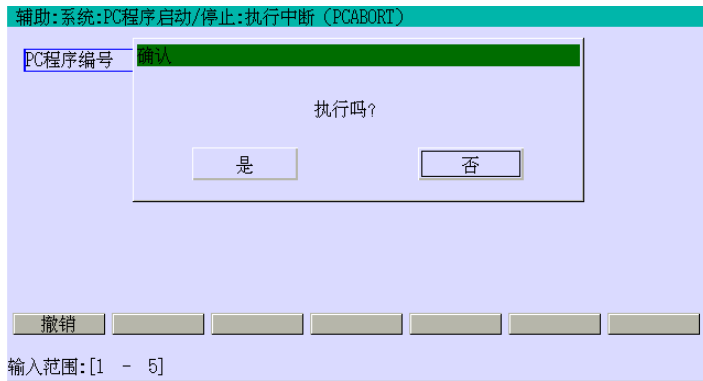 辅助:系统:PC程序启动/停止:执行中断 (PCABORT)
PC程序编号
确认
执行吗?
是
否
撤销
输入范围:[1 - 5]